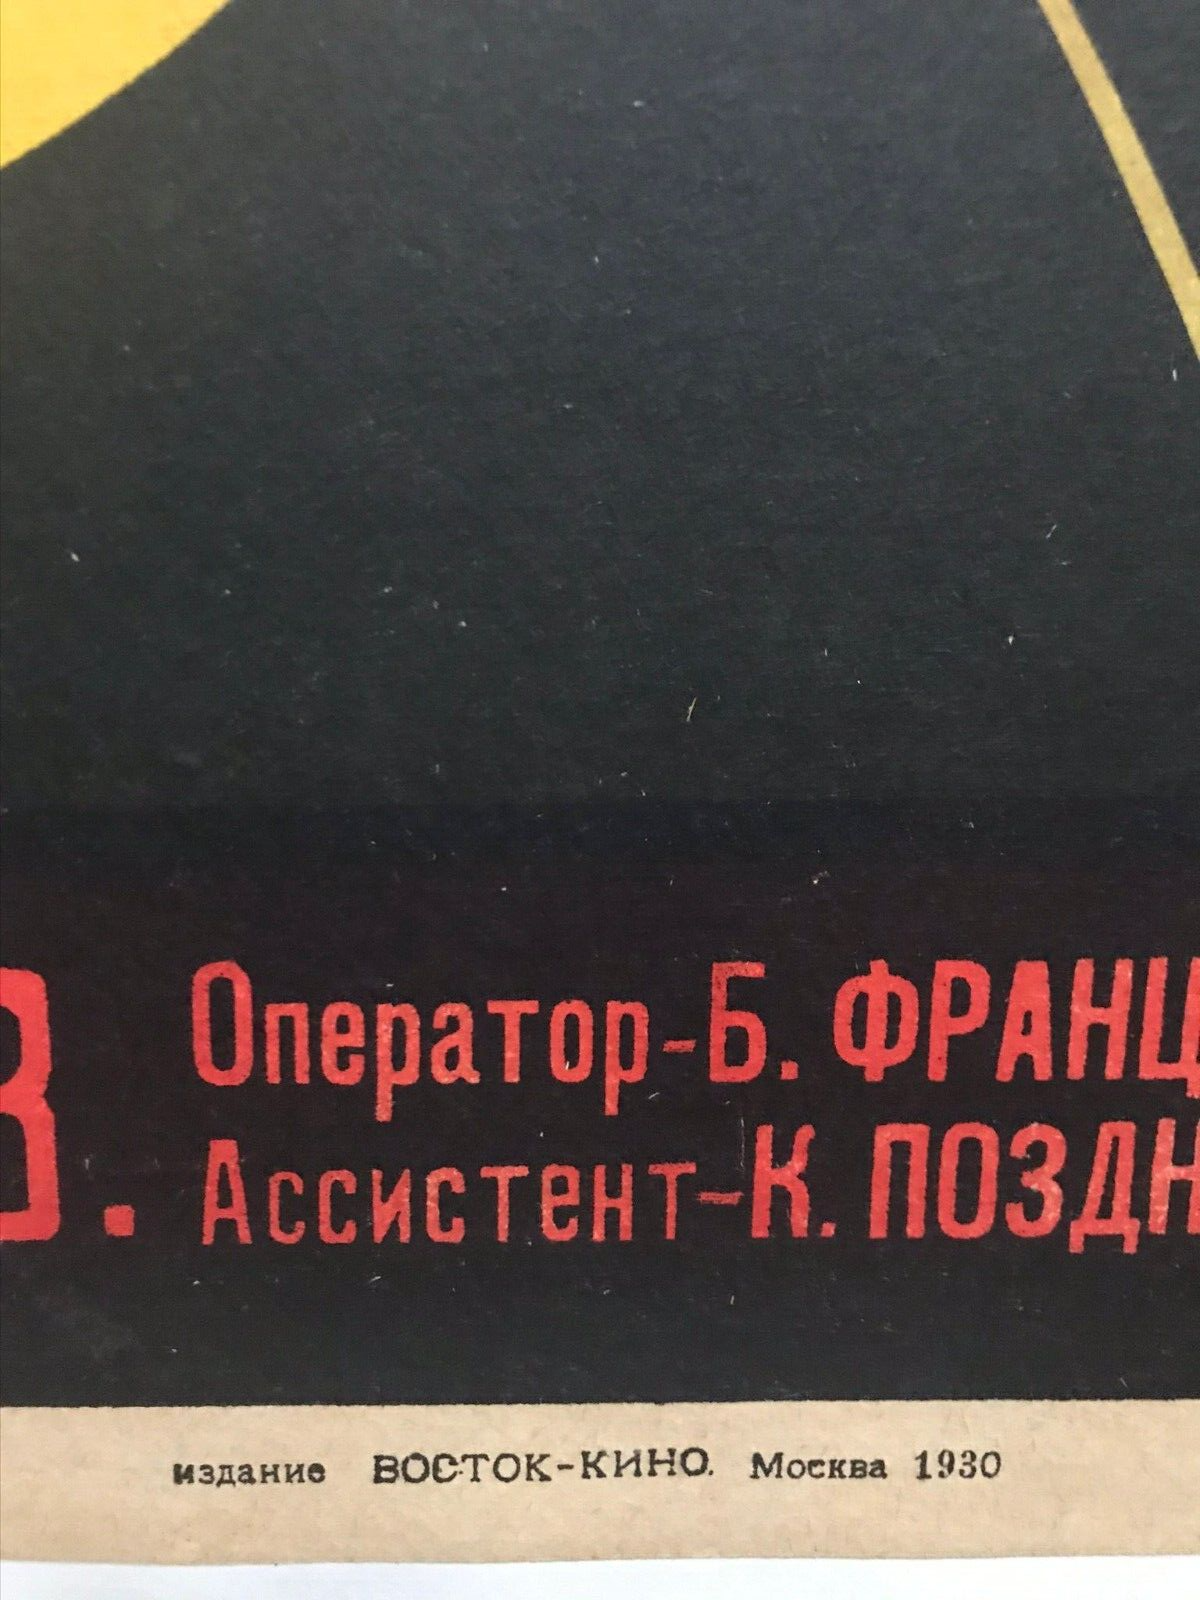 В. Оператор-Б. ФРАНЦ
Ассистент-К. ПОЗДН
издание ВОСТОК-КИНО. Москва 1930